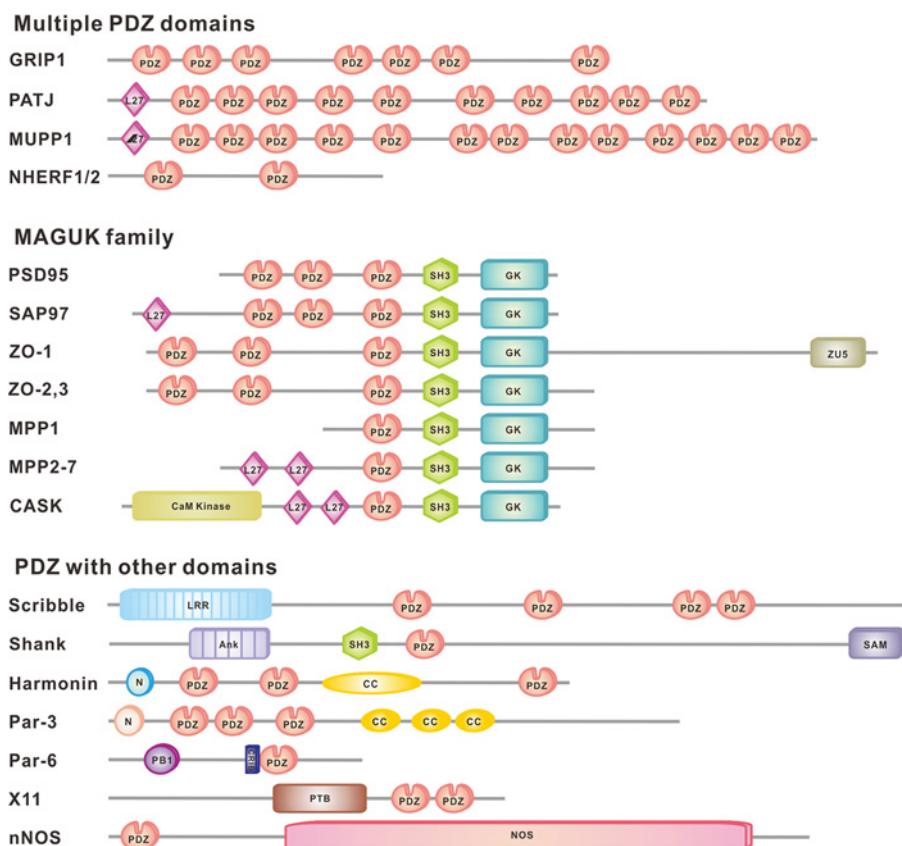 Multiple PDZ domains
GRIP1 PDZ PDZ PDZ PDZ PDZ PDZ PDZ
PATJ L27 PDZ PDZ PDZ PDZ PDZ PDZ PDZ PDZ PDZ PDZ
MUPP1 PDZ PDZ PDZ PDZ PDZ PDZ PDZ PDZ PDZ PDZ PDZ PDZ PDZ
NHERF1/2 PDZ PDZ
MAGUK family
PSD95 PDZ PDZ PDZ SH3 GK
SAP97 L27 PDZ PDZ PDZ SH3 GK
ZO-1 PDZ PDZ PDZ SH3 GK ZU5
ZO-2,3 PDZ PDZ PDZ SH3 GK
MPP1 PDZ SH3 GK
MPP2-7 L27 L27 PDZ SH3 GK
CASK CaM Kinase L27 L27 PDZ SH3 GK
PDZ with other domains
Scribble LRR PDZ PDZ PDZ PDZ
Shank Ank SH3 PDZ SAM
Harmonin N PDZ PDZ CC PDZ
Par-3 N PDZ PDZ PDZ CC CC CC
Par-6 PB1 PDZ
X11 PTB PDZ PDZ
nNOS PDZ NOS